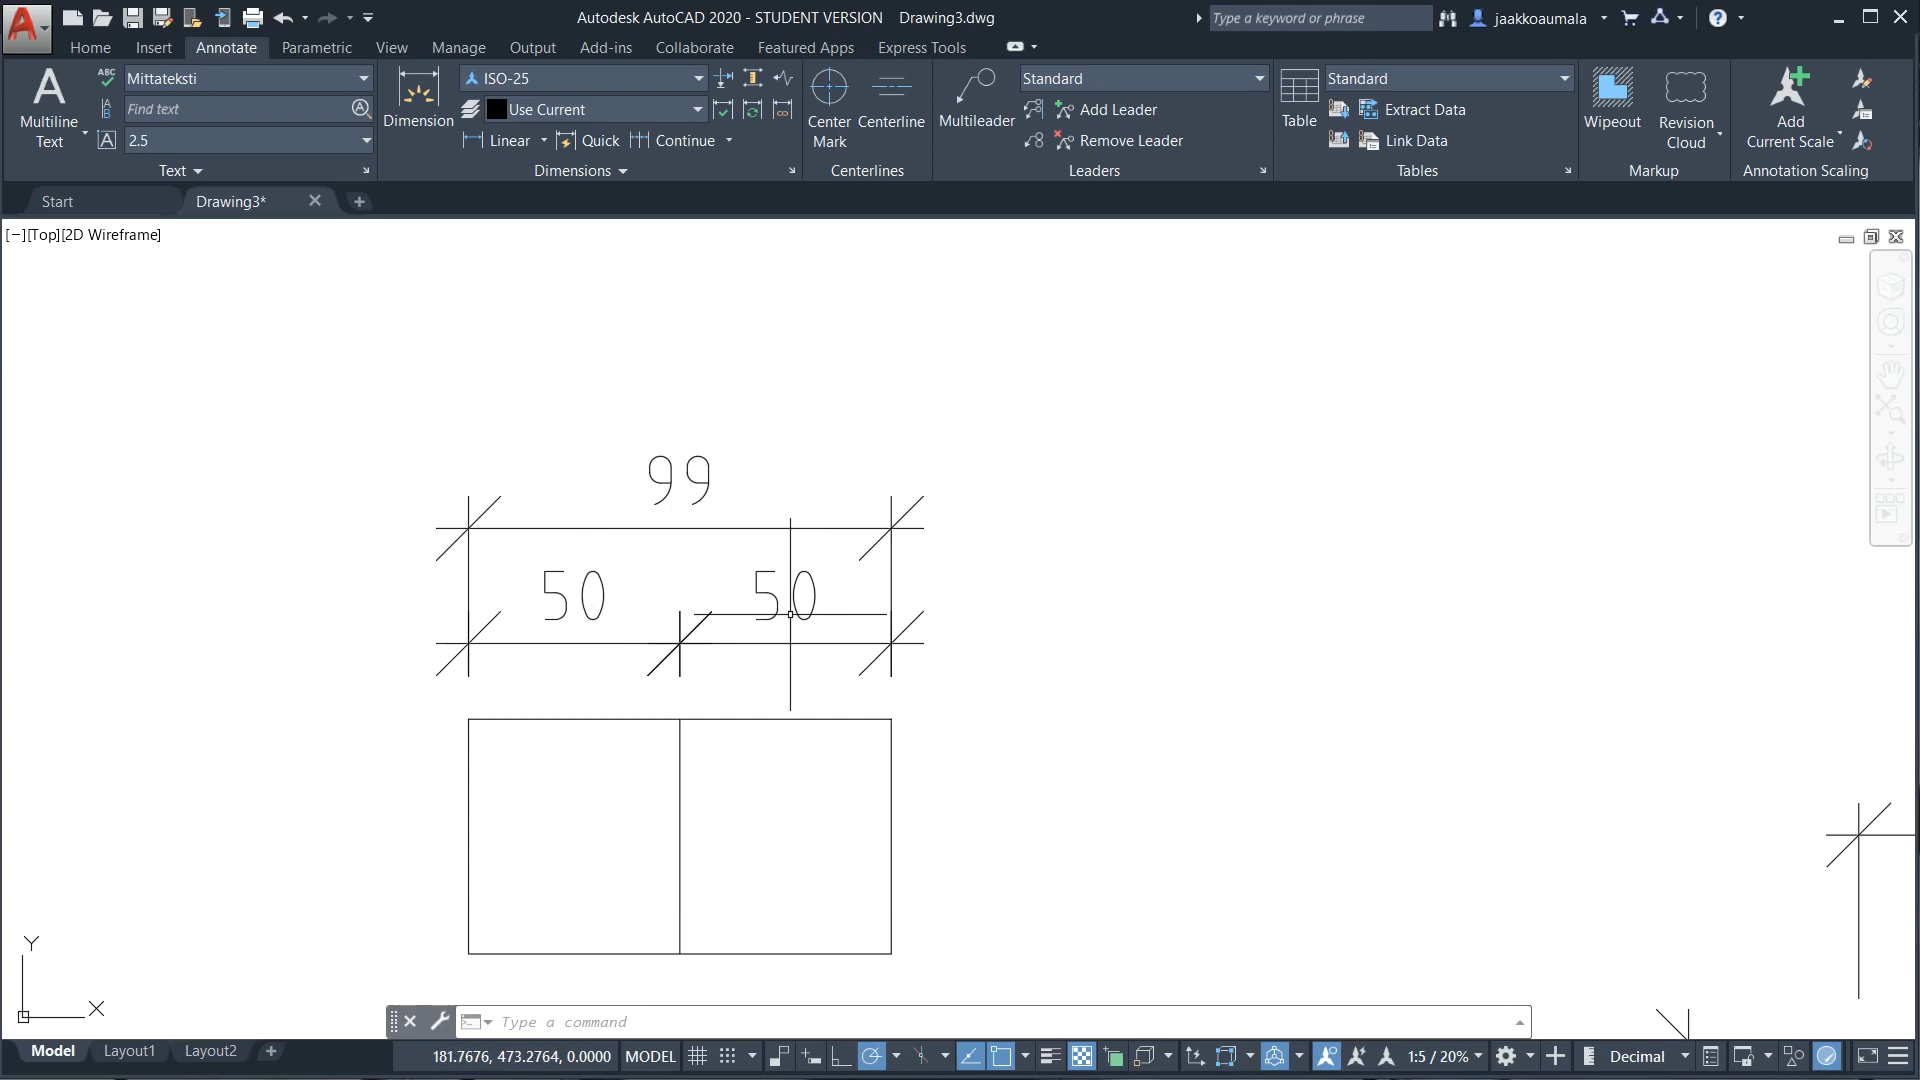 Autodesk AutoCAD 2020 - STUDENT VERSION Drawing3.dwg
Type a keyword or phrase
jaakkoaumala
Home Insert Annotate Parametric View Manage Output Add-ins Collaborate Featured Apps Express Tools
Multiline Text
Mittateksti
Find text
2.5
Text
Dimension
ISO-25
Use Current
Linear Quick Continue
Dimensions
Center Mark
Centerline
Centerlines
Multileader
Standard
Add Leader
Remove Leader
Leaders
Table
Standard
Extract Data
Link Data
Tables
Wipeout
Revision Cloud
Markup
Add Current Scale
Annotation Scaling
Start
Drawing3*
[−][Top][2D Wireframe]
99
50 50
Y
X
Type a command
Model Layout1 Layout2
181.7676, 473.2764, 0.0000 MODEL
1:5 / 20%
Decimal